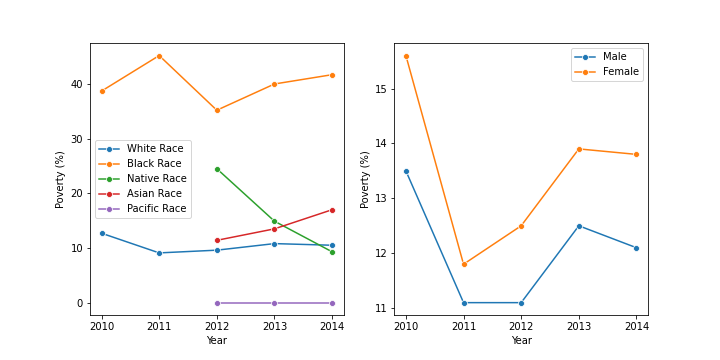 Poverty (%)
40
30
20
10
0
White Race
Black Race
Native Race
Asian Race
Pacific Race
2010 2011 2012 2013 2014
Year
Poverty (%)
15
14
13
12
11
Male
Female
2010 2011 2012 2013 2014
Year